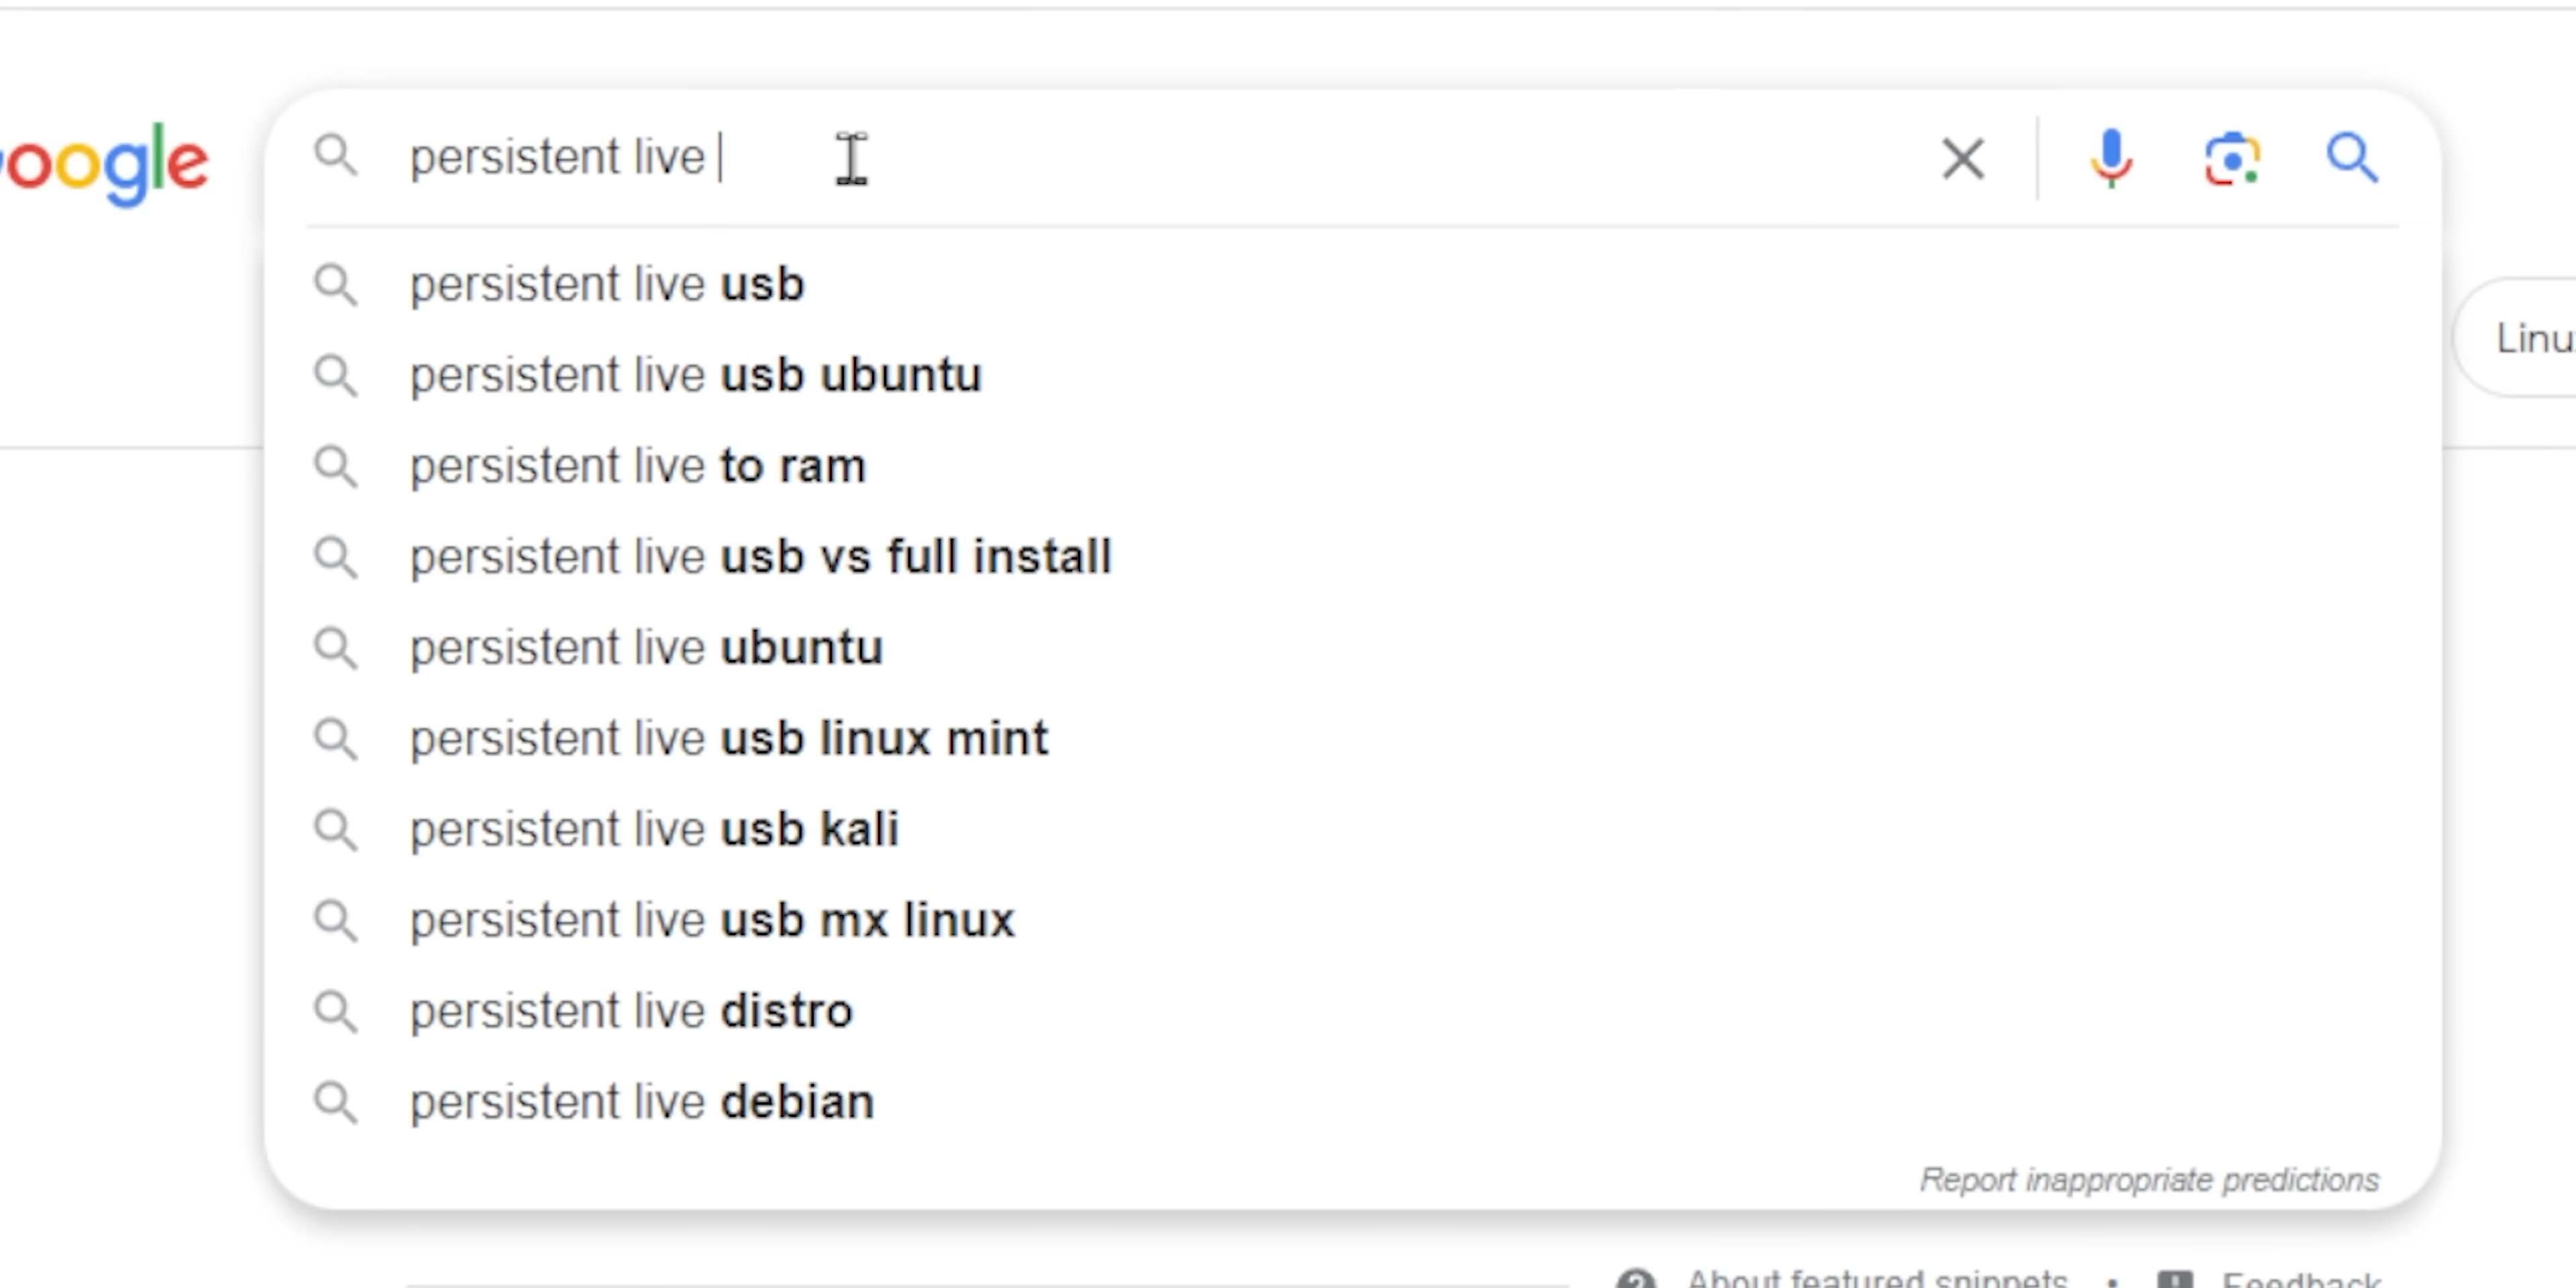 oogle
persistent live
persistent live usb
persistent live usb ubuntu
Linu
persistent live to ram
persistent live usb vs full install
persistent live ubuntu
persistent live usb linux mint
persistent live usb kali
persistent live usb mx linux
persistent live distro
persistent live debian
Report inappropriate predictions
About featured snippets • Feedback